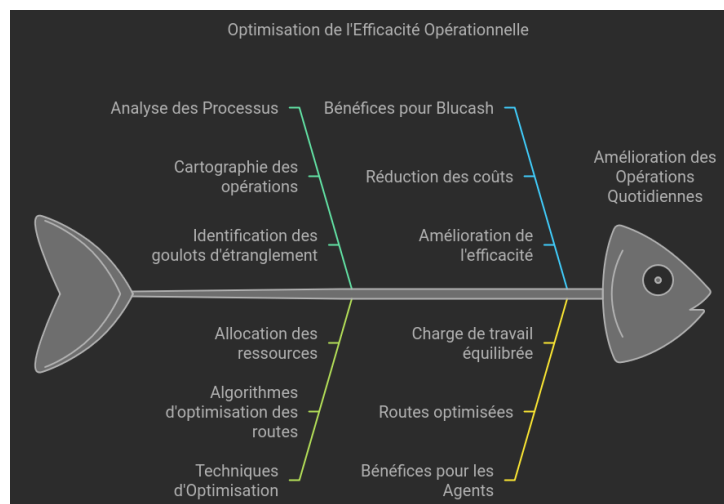 Optimisation de l'Efficacité Opérationnelle
Analyse des Processus
Cartographie des
opérations
Identification des
goulots d'étranglement
Bénéfices pour Blucash
Réduction des coûts
Amélioration de
l'efficacité
Amélioration des
Opérations
Quotidiennes
Allocation des
ressources
Algorithmes
d'optimisation des
routes
Techniques
d'Optimisation
Charge de travail
équilibrée
Routes optimisées
Bénéfices pour les
Agents